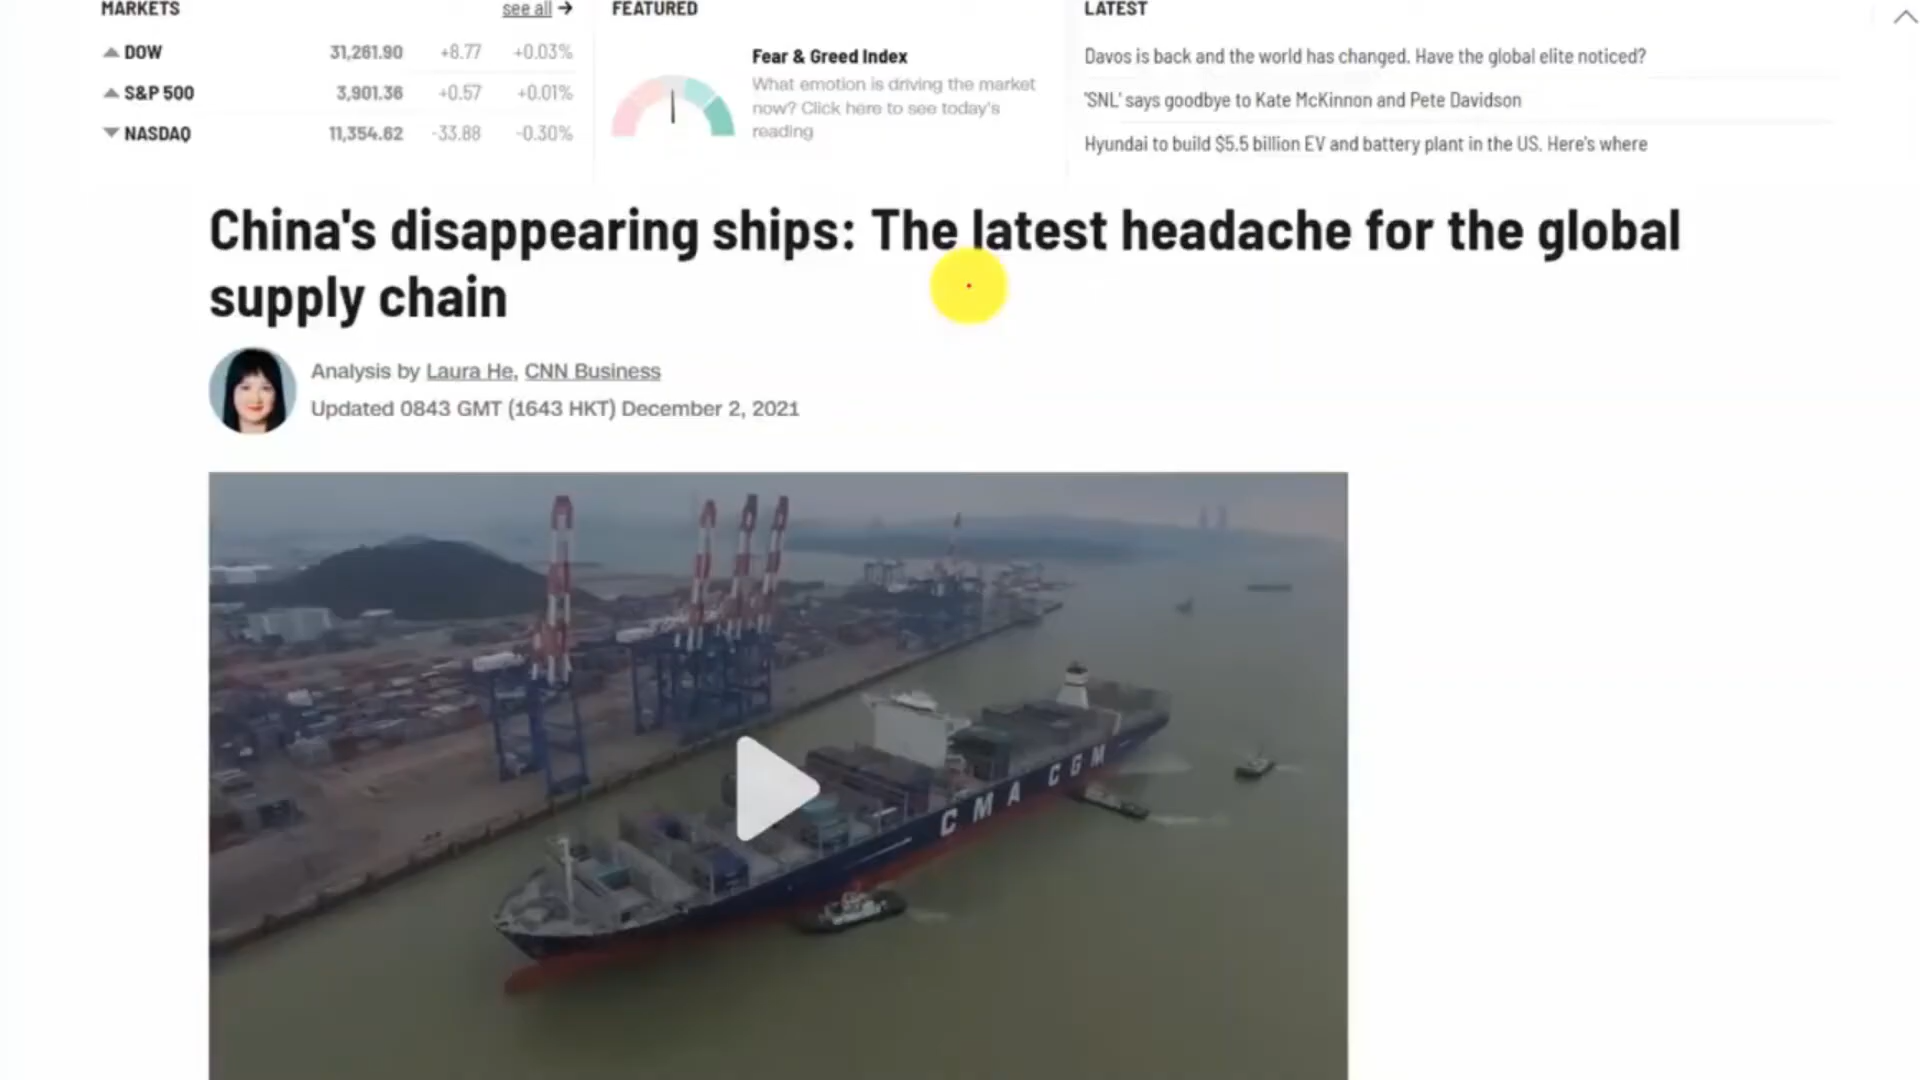 MARKETS
see all →
DOW 31,261.90 +8.77 +0.03%
S&P 500 3,901.36 +0.57 +0.01%
NASDAQ 11,354.62 -33.88 -0.30%
FEATURED
Fear & Greed Index
What emotion is driving the market
now? Click here to see today's
reading
LATEST
Davos is back and the world has changed. Have the global elite noticed?
'SNL' says goodbye to Kate McKinnon and Pete Davidson
Hyundai to build $5.5 billion EV and battery plant in the US. Here's where
China's disappearing ships: The latest headache for the global
supply chain
Analysis by Laura He, CNN Business
Updated 0843 GMT (1643 HKT) December 2, 2021
CMA CGM